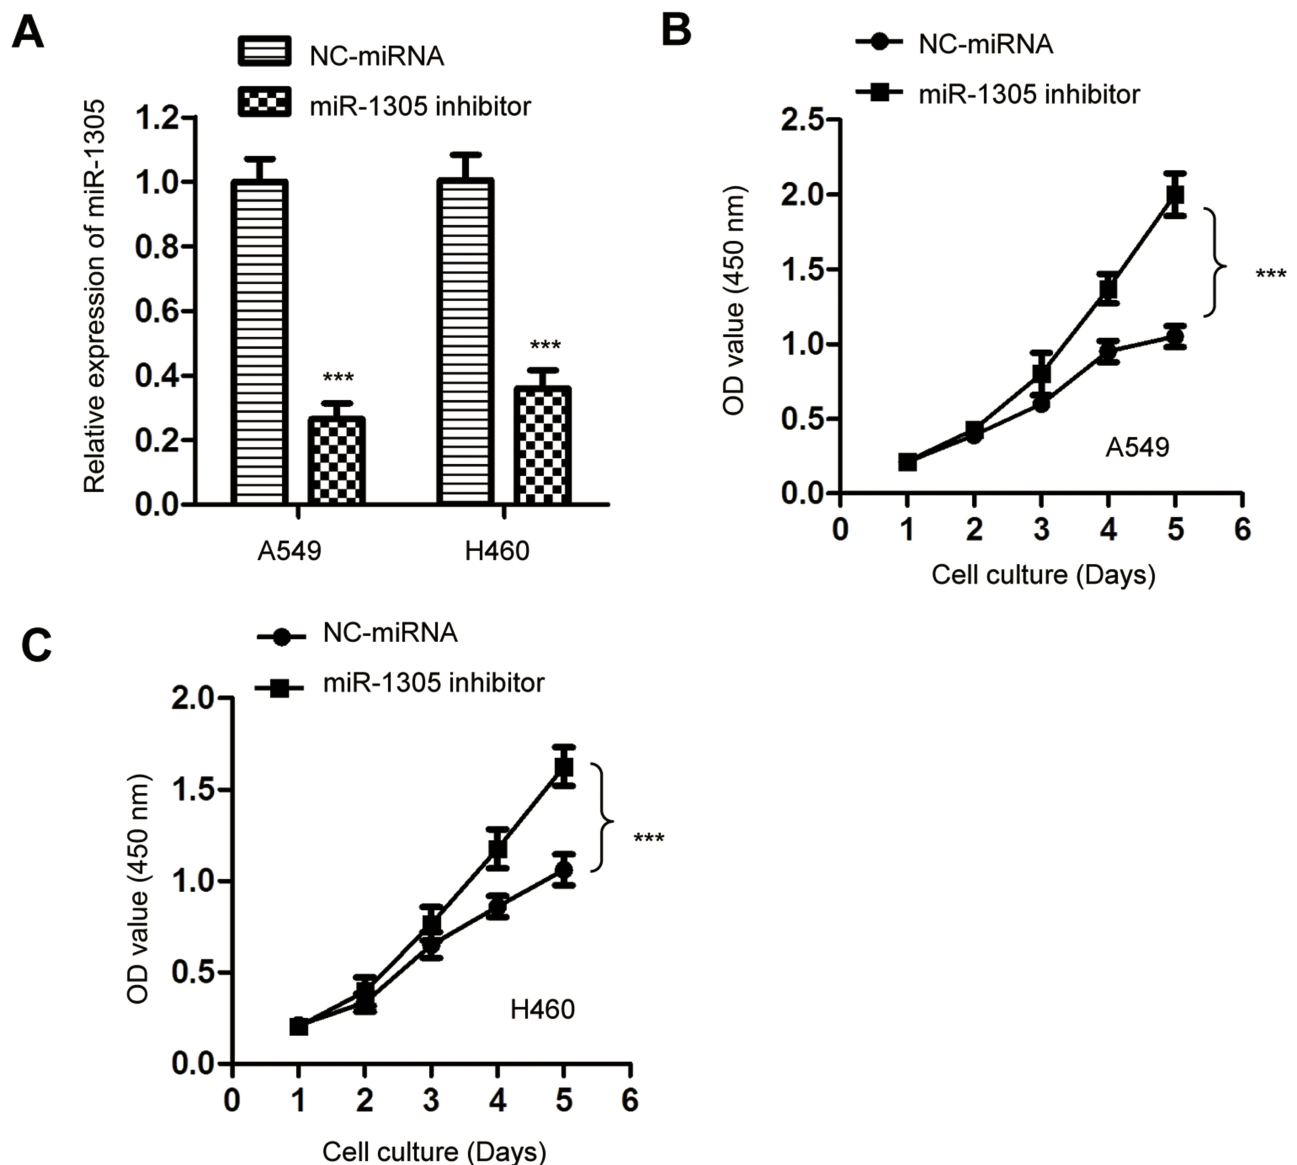 A
NC-miRNA
miR-1305 inhibitor
Relative expression of miR-1305
1.2
1.0
0.8
0.6
0.4
0.2
0.0
***
***
A549
H460
B
NC-miRNA
miR-1305 inhibitor
OD value (450 nm)
2.5
2.0
1.5
1.0
0.5
0.0
***
A549
0 1 2 3 4 5 6
Cell culture (Days)
C
NC-miRNA
miR-1305 inhibitor
OD value (450 nm)
2.0
1.5
1.0
0.5
0.0
***
H460
0 1 2 3 4 5 6
Cell culture (Days)